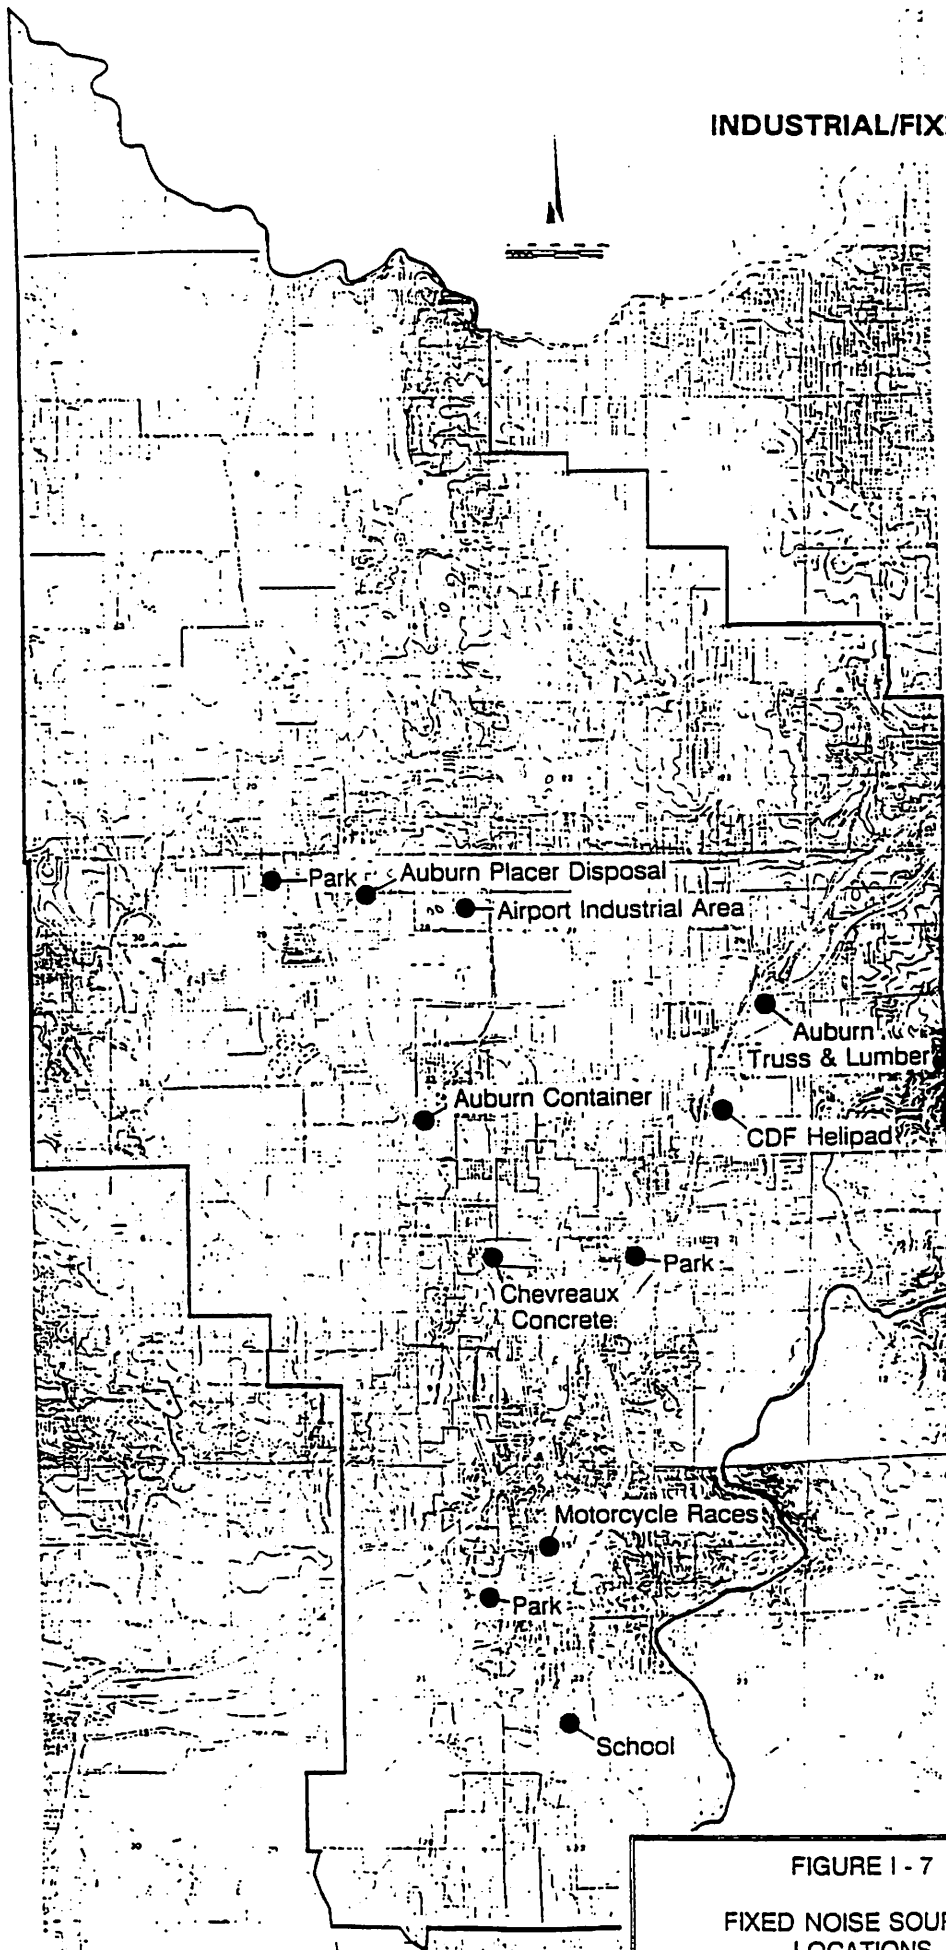 INDUSTRIAL/FIX
Park
Auburn Placer Disposal
Airport Industrial Area
Auburn
Truss & Lumber
Auburn Container
CDF Helipad
Park
Chevreaux
Concrete
Motorcycle Races
Park
School
FIGURE I - 7
FIXED NOISE SOUR
LOCATIONS